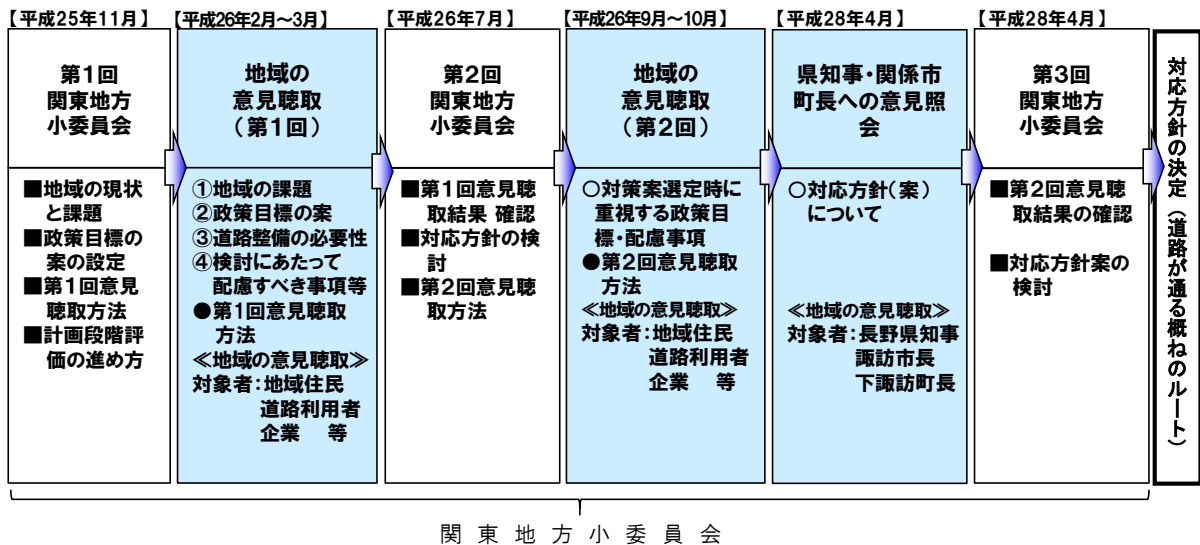 【平成25年11月】
第1回
関東地方
小委員会
■地域の現状
と課題
■政策目標の
案の設定
■第1回意見
聴取方法
■計画段階評
価の進め方
【平成26年2月～3月】
地域の
意見聴取
（第1回）
①地域の課題
②政策目標の案
③道路整備の必要性
④検討にあたって
配慮すべき事項等
●第1回意見聴取
方法
≪地域の意見聴取≫
対象者：地域住民
道路利用者
企業　等
【平成26年7月】
第2回
関東地方
小委員会
■第1回意見聴
取結果 確認
■対応方針の検
討
■第2回意見聴
取方法
【平成26年9月～10月】
地域の
意見聴取
（第2回）
○対策案選定時に
重視する政策目
標・配慮事項
●第2回意見聴取
方法
≪地域の意見聴取≫
対象者：地域住民
道路利用者
企業　等
【平成28年4月】
県知事・関係市
町長への意見照
会
○対応方針（案）
について
≪地域の意見聴取≫
対象者：長野県知事
諏訪市長
下諏訪町長
【平成28年4月】
第3回
関東地方
小委員会
■第2回意見聴
取結果の確認
■対応方針案の
検討
対応方針の決定（道路が通る概ねのルート）
関東地方小委員会